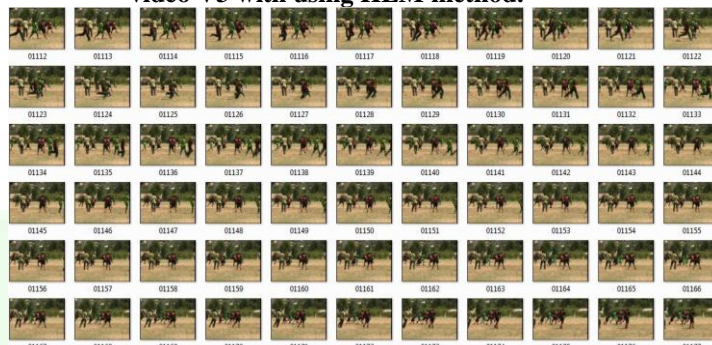 video V3 with using HLM method.
01112 01113 01114 01115 01116 01117 01118 01119 01120 01121 01122
01123 01124 01125 01126 01127 01128 01129 01130 01131 01132 01133
01134 01135 01136 01137 01138 01139 01140 01141 01142 01143 01144
01145 01146 01147 01148 01149 01150 01151 01152 01153 01154 01155
01156 01157 01158 01159 01160 01161 01162 01163 01164 01165 01166